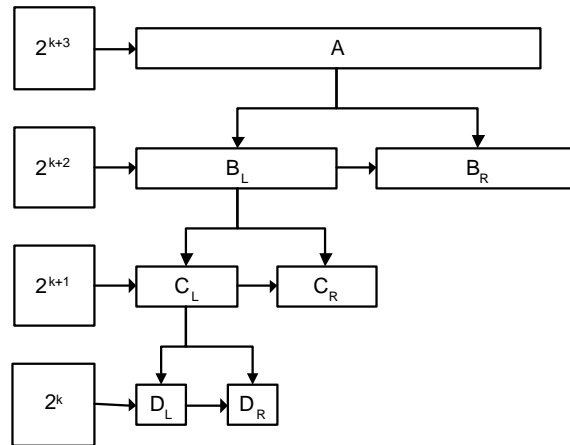 2^{k+3} A
2^{k+2} B_L B_R
2^{k+1} C_L C_R
2^k D_L D_R